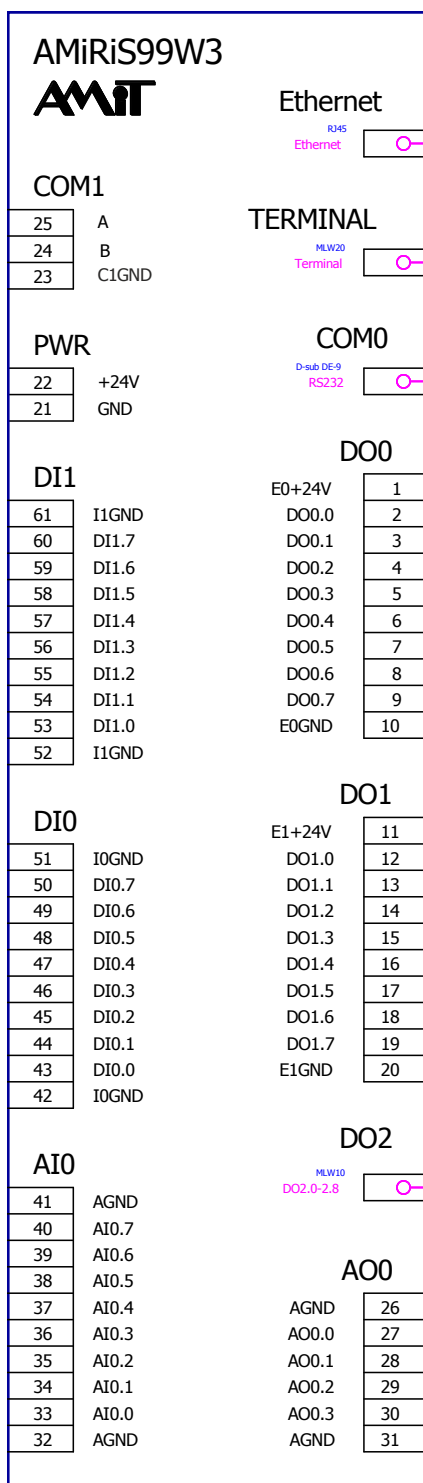 AMiRiS99W3
AMiT
Ethernet
RJ45
Ethernet
COM1
25 A
24 B
23 C1GND
TERMINAL
MLW20
Terminal
PWR
22 +24V
21 GND
COM0
D-sub DE-9
RS232
DI1
61 I1GND
60 DI1.7
59 DI1.6
58 DI1.5
57 DI1.4
56 DI1.3
55 DI1.2
54 DI1.1
53 DI1.0
52 I1GND
DO0
E0+24V 1
DO0.0 2
DO0.1 3
DO0.2 4
DO0.3 5
DO0.4 6
DO0.5 7
DO0.6 8
DO0.7 9
E0GND 10
DI0
51 I0GND
50 DI0.7
49 DI0.6
48 DI0.5
47 DI0.4
46 DI0.3
45 DI0.2
44 DI0.1
43 DI0.0
42 I0GND
DO1
E1+24V 11
DO1.0 12
DO1.1 13
DO1.2 14
DO1.3 15
DO1.4 16
DO1.5 17
DO1.6 18
DO1.7 19
E1GND 20
AI0
41 AGND
40 AI0.7
39 AI0.6
38 AI0.5
37 AI0.4
36 AI0.3
35 AI0.2
34 AI0.1
33 AI0.0
32 AGND
DO2
MLW10
DO2.0-2.8
AO0
AGND 26
AO0.0 27
AO0.1 28
AO0.2 29
AO0.3 30
AGND 31